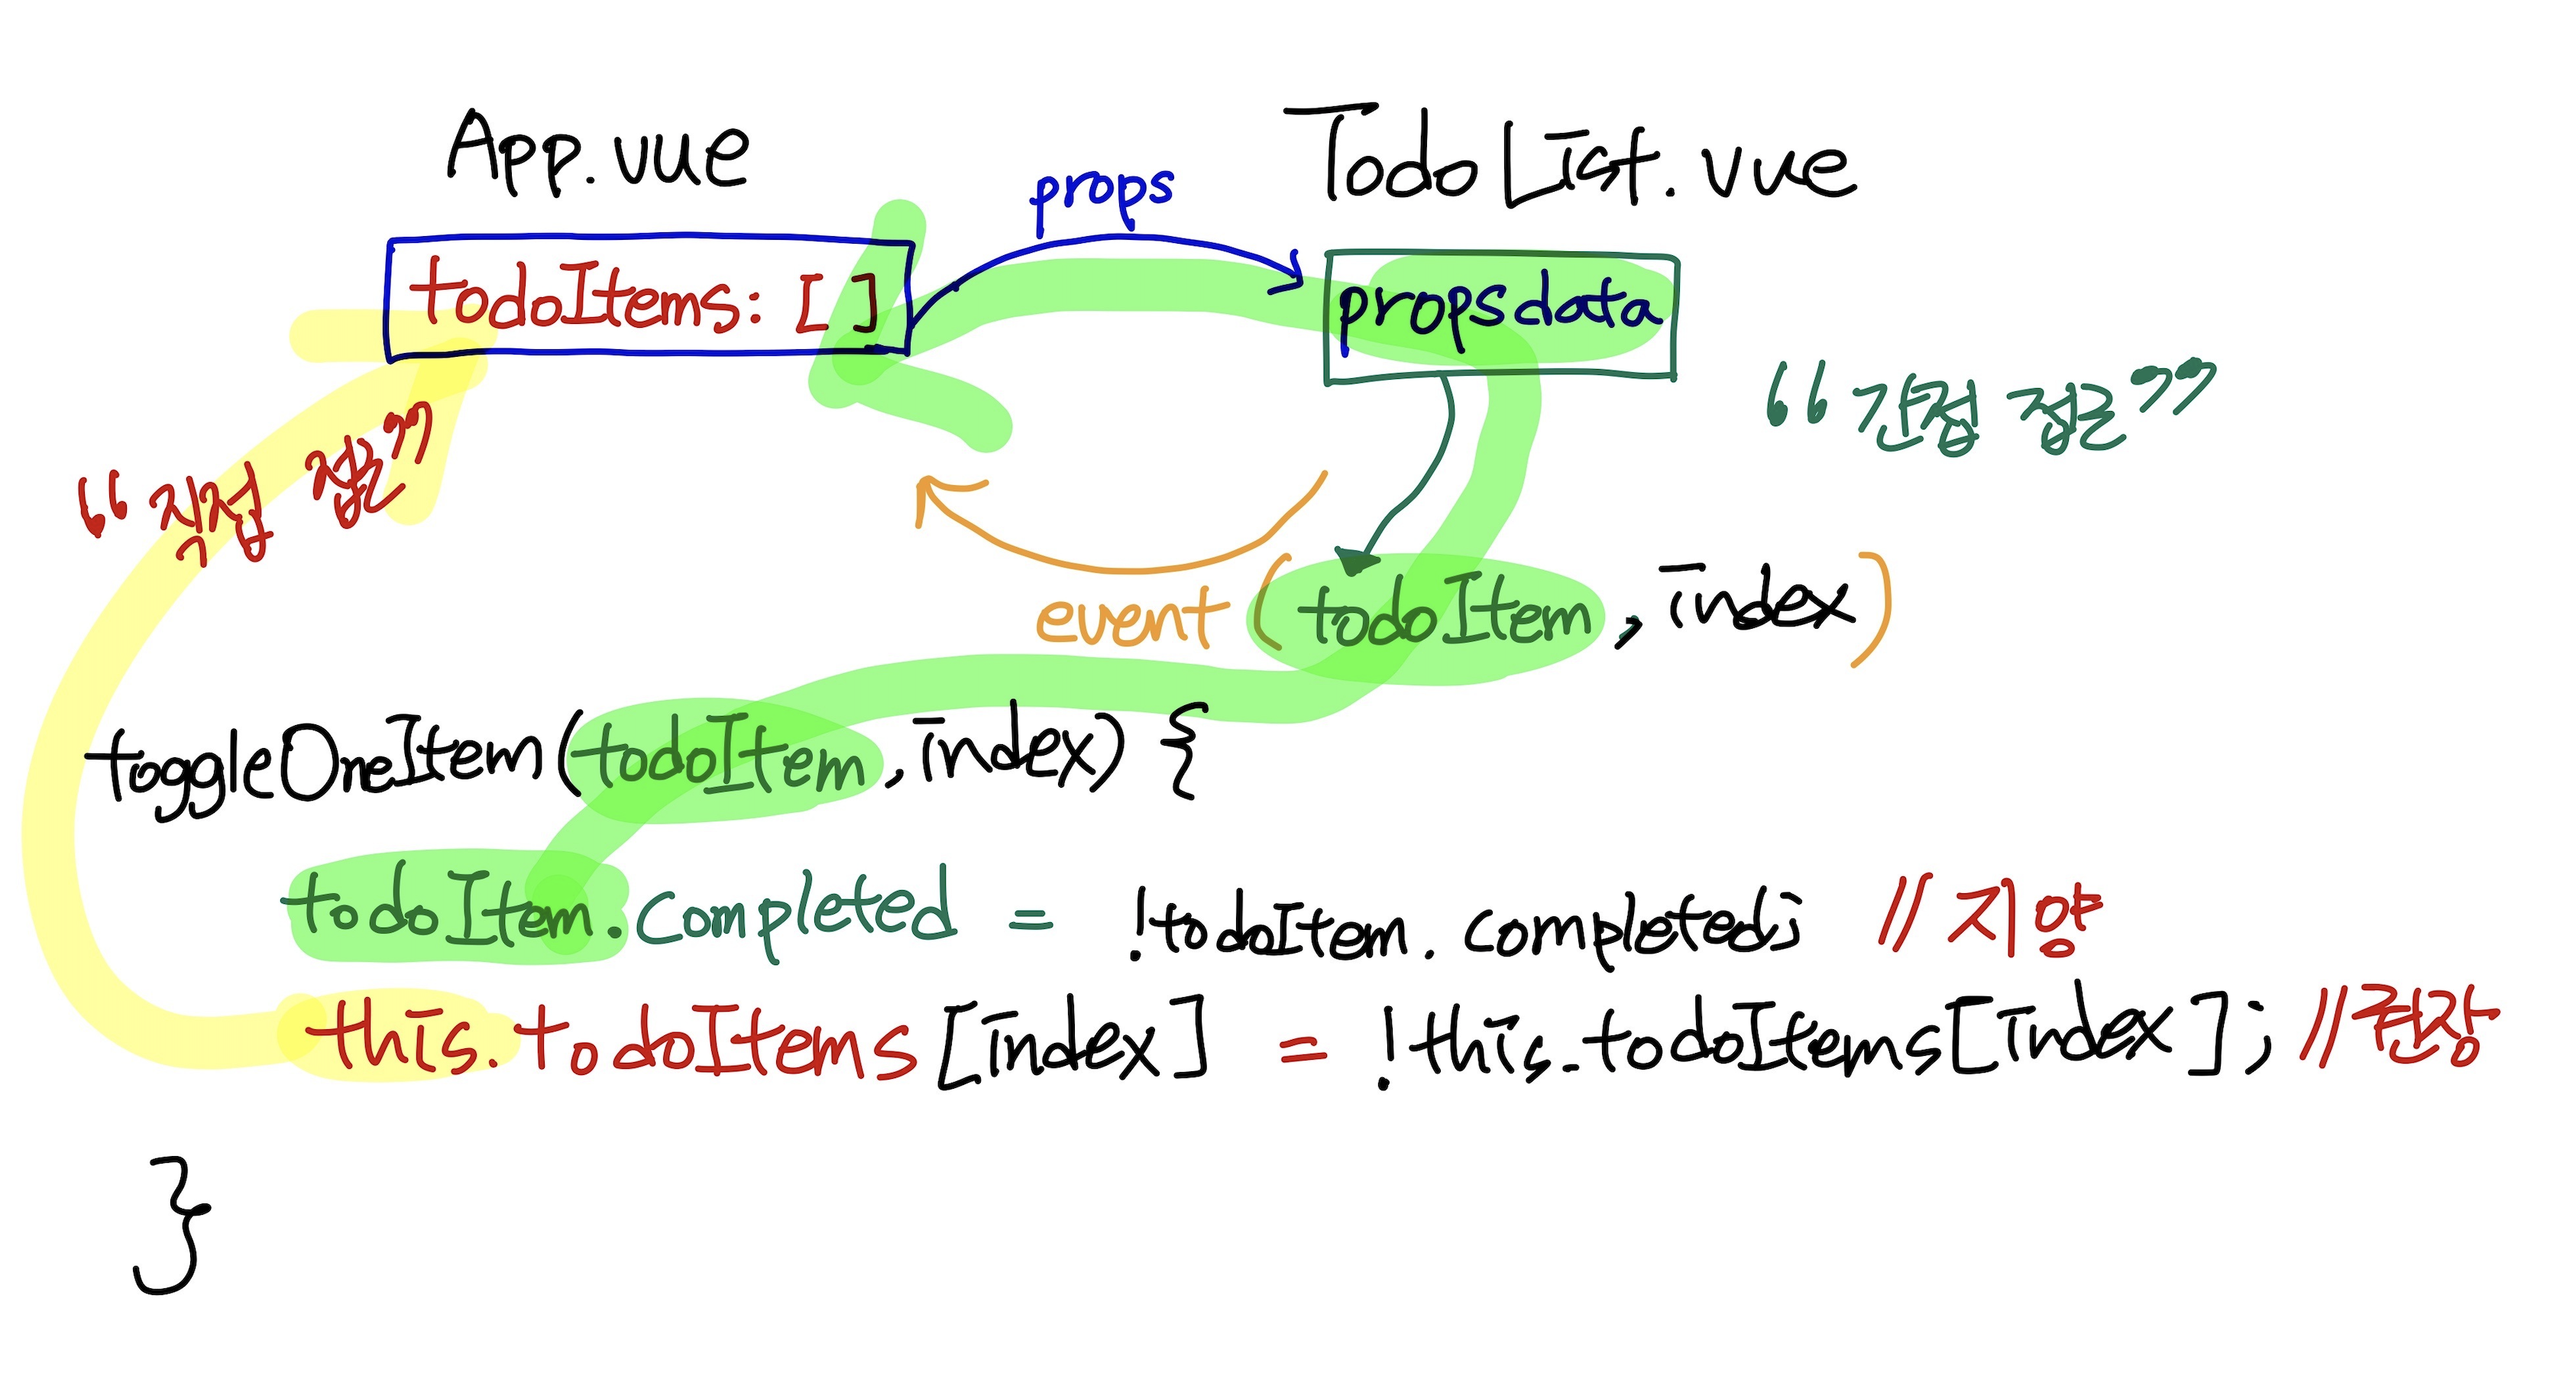 App.vue
TodoList.vue
props
todoItems: [ ]
propsdata
“ 간접 접근 ”
“ 직접 접근 ”
event ( todoItem , index )
toggleOneItem(todoItem, index) {
todoItem.completed = !todoItem.completed; // 지양
this.todoItems[index] = !this.todoItems[index]; // 권장
}